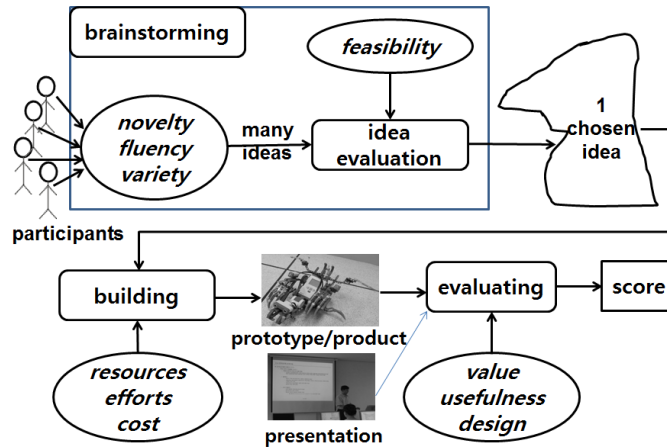 brainstorming
feasibility
novelty
fluency
variety
many
ideas
idea
evaluation
1
chosen
idea
participants
building
prototype/product
evaluating
score
resources
efforts
cost
presentation
value
usefulness
design